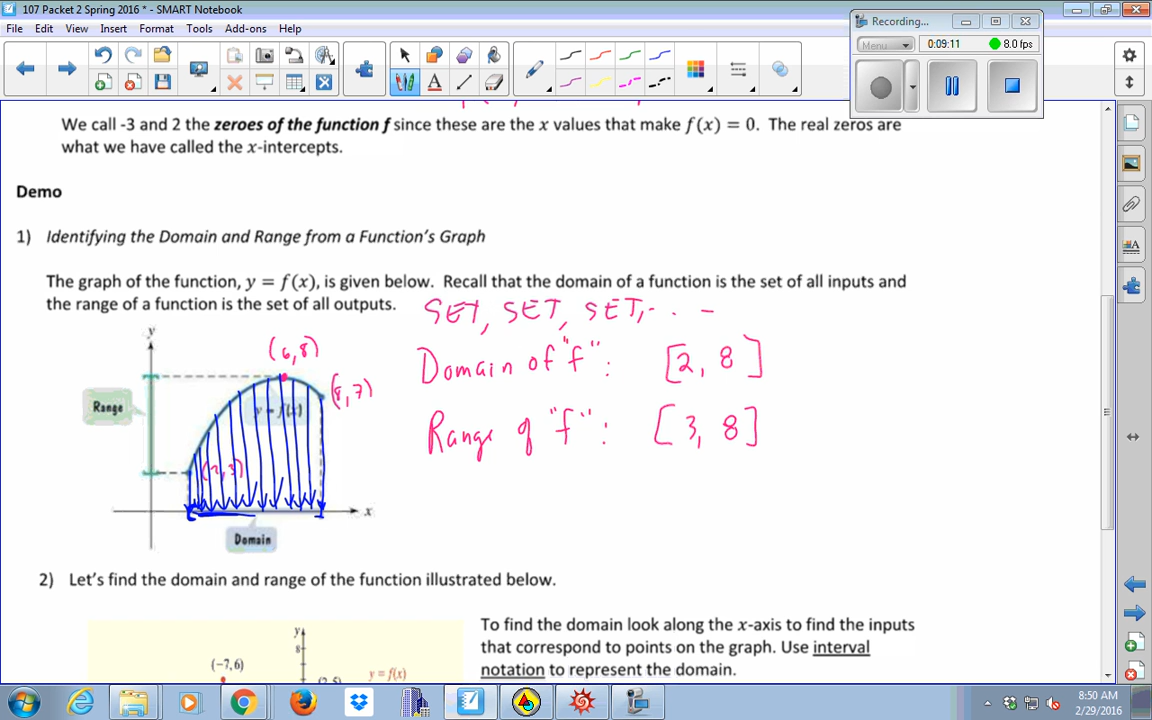 107 Packet 2 Spring 2016 * - SMART Notebook
File Edit View Insert Format Tools Add-ons Help
Recording...
Menu 0:09:11 8.0 fps
We call -3 and 2 the zeroes of the function f since these are the x values that make f(x) = 0. The real zeros are
what we have called the x-intercepts.
Demo
1) Identifying the Domain and Range from a Function's Graph
The graph of the function, y = f(x), is given below. Recall that the domain of a function is the set of all inputs and
the range of a function is the set of all outputs.
SET, SET, SET, . . -
y
(6,8)
(8,7)
Range
y = f(x)
(2,3)
x
Domain
Domain of "f": [2, 8]
Range of "f": [3, 8]
2) Let's find the domain and range of the function illustrated below.
To find the domain look along the x-axis to find the inputs
that correspond to points on the graph. Use interval
notation to represent the domain.
y
8
(-7,6)
y = f(x)
8:50 AM
2/29/2016